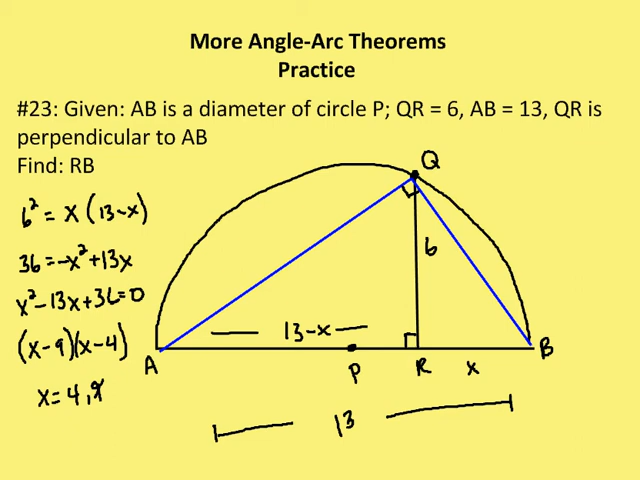 More Angle-Arc Theorems
Practice
#23: Given: AB is a diameter of circle P; QR = 6, AB = 13, QR is
perpendicular to AB
Find: RB
6² = x (13-x)
36=-x²+13x
x²-13x+36=0
(x-9)(x-4)
x=4,9
Q
6
13-x
A
P
R
x
B
13